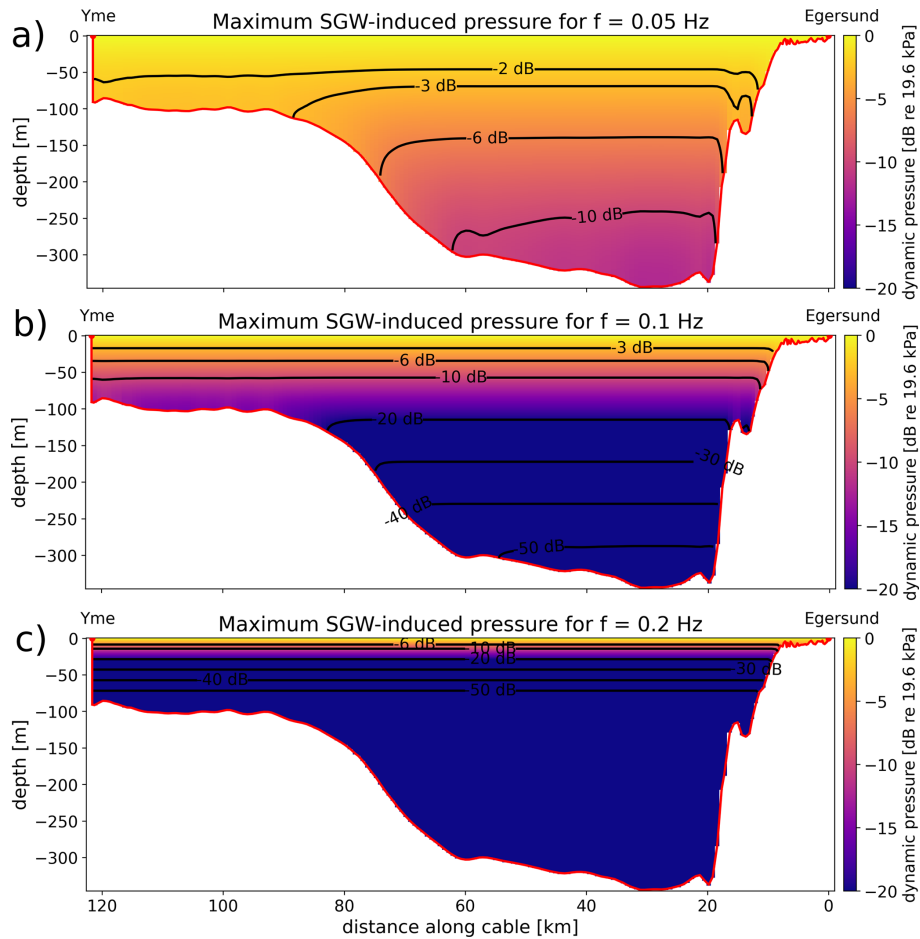 Yme
Egersund
a)
Maximum SGW-induced pressure for f = 0.05 Hz
0
−50
−100
−150
−200
−250
−300
depth [m]
-2 dB
-3 dB
-6 dB
-10 dB
0
−5
−10
−15
−20
dynamic pressure [dB re 19.6 kPa]
Yme
Egersund
b)
Maximum SGW-induced pressure for f = 0.1 Hz
0
−50
−100
−150
−200
−250
−300
depth [m]
-3 dB
-6 dB
-10 dB
-20 dB
-30 dB
-40 dB
-50 dB
0
−5
−10
−15
−20
dynamic pressure [dB re 19.6 kPa]
Yme
Egersund
c)
Maximum SGW-induced pressure for f = 0.2 Hz
0
−50
−100
−150
−200
−250
−300
depth [m]
-6 dB
-10 dB
-20 dB
-30 dB
-40 dB
-50 dB
0
−5
−10
−15
−20
dynamic pressure [dB re 19.6 kPa]
120
100
80
60
40
20
0
distance along cable [km]